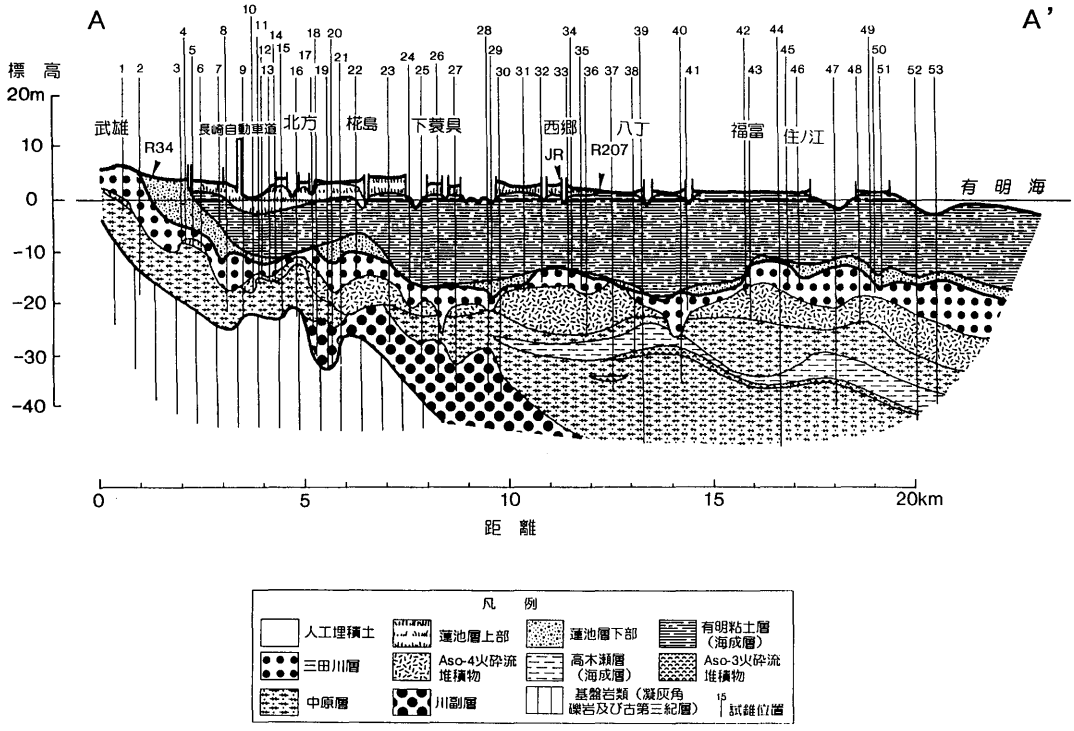 A A'
10
4 8 11 14 18 20 28 34 39 42 44 49
5 12 15 17 21 24 26 29 35 40 45 50
1 2 3 6 7 9 13 16 19 22 23 25 27 30 31 32 33 36 37 38 41 43 46 47 48 51 52 53
標高
20m
武雄 長崎自動車道 北方 椛島 下蓑具 西郷 八丁 福富 住ノ江
10
R34 JR R207
有明海
0
-10
-20
-30
-40
0 5 10 15 20km
距離
凡例
人工埋積土 蓮池層上部 蓮池層下部 有明粘土層(海成層)
三田川層 Aso-4火砕流堆積物 高木瀬層(海成層) Aso-3火砕流堆積物
中原層 川副層 基盤岩類(凝灰角礫岩及び古第三紀層) 15 試錐位置